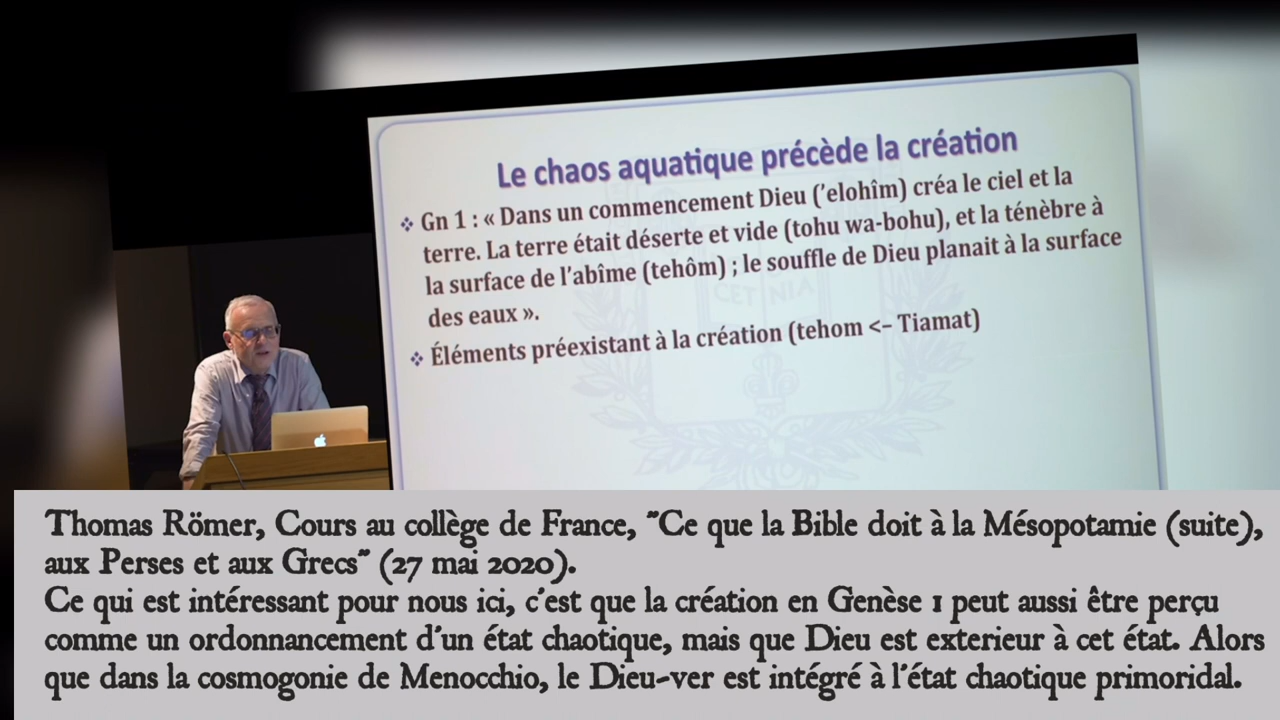 Le chaos aquatique précède la création
❖ Gn 1 : « Dans un commencement Dieu (’elohîm) créa le ciel et la
terre. La terre était déserte et vide (tohu wa-bohu), et la ténèbre à
la surface de l’abîme (tehôm) ; le souffle de Dieu planait à la surface
des eaux ».
❖ Éléments préexistant à la création (tehom <– Tiamat)
CET NIA
Thomas Römer, Cours au collège de France, "Ce que la Bible doit à la Mésopotamie (suite),
aux Perses et aux Grecs" (27 mai 2020).
Ce qui est intéressant pour nous ici, c'est que la création en Genèse 1 peut aussi être perçu
comme un ordonnancement d'un état chaotique, mais que Dieu est exterieur à cet état. Alors
que dans la cosmogonie de Menocchio, le Dieu-ver est intégré à l'état chaotique primoridal.